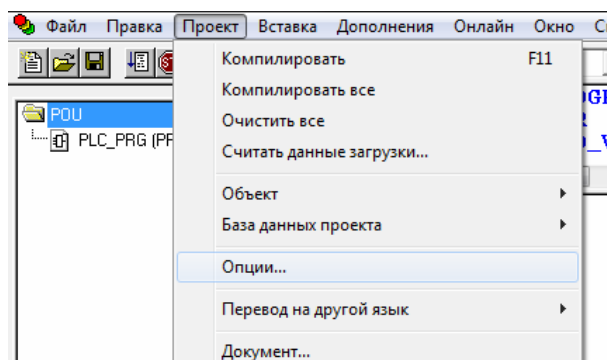 Файл Правка Проект Вставка Дополнения Онлайн Окно
Компилировать F11
Компилировать все
POU
Очистить все
PLC_PRG (PF
Считать данные загрузки...
Объект
База данных проекта
Опции...
Перевод на другой язык
Документ...